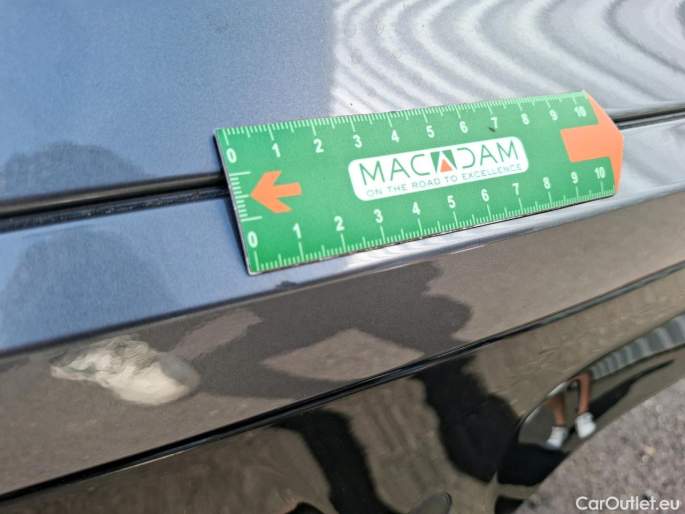 0 1 2 3 4 5 6 7 8 9 10
MACADAM
ON THE ROAD TO EXCELLENCE
0 1 2 3 4 5 6 7 8 9 10
CarOutlet.eu